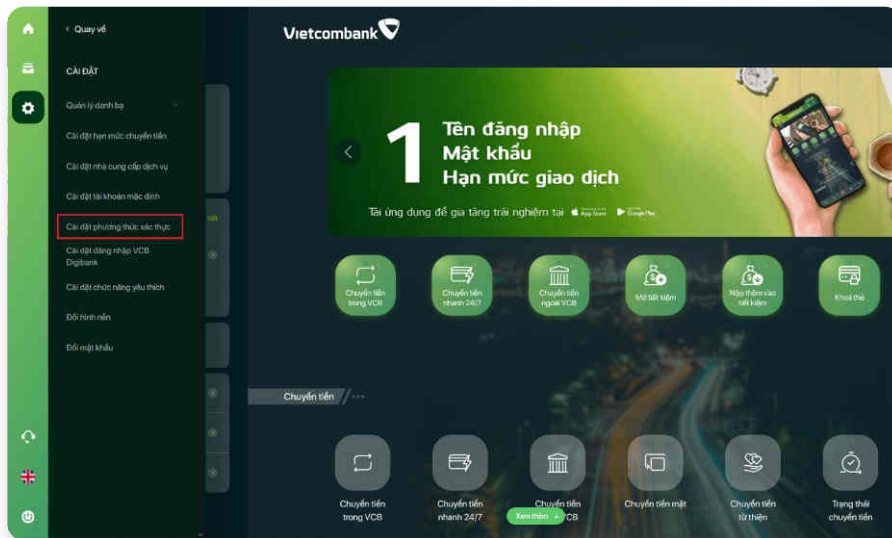 ‹ Quay về
CÀI ĐẶT
Quản lý danh bạ
Cài đặt hạn mức chuyển tiền
Cài đặt nhà cung cấp dịch vụ
Cài đặt tài khoản mặc định
Cài đặt phương thức xác thực
Cài đặt đăng nhập VCB
Digibank
Cài đặt chức năng yêu thích
Đổi hình nền
Đổi mật khẩu
Vietcombank
1
Tên đăng nhập
Mật khẩu
Hạn mức giao dịch
Tải ứng dụng để gia tăng trải nghiệm tại App Store Google Play
Chuyển tiền
trong VCB
Chuyển tiền
nhanh 24/7
Chuyển tiền
ngoài VCB
Mở tiết kiệm
Nộp thêm vào
tiết kiệm
Khoá thẻ
Chuyển tiền
Chuyển tiền
trong VCB
Chuyển tiền
nhanh 24/7
Chuyển tiền
CB
Xem thêm ↓
Chuyển tiền mặt
Chuyển tiền
từ thiện
Trạng thái
chuyển tiền